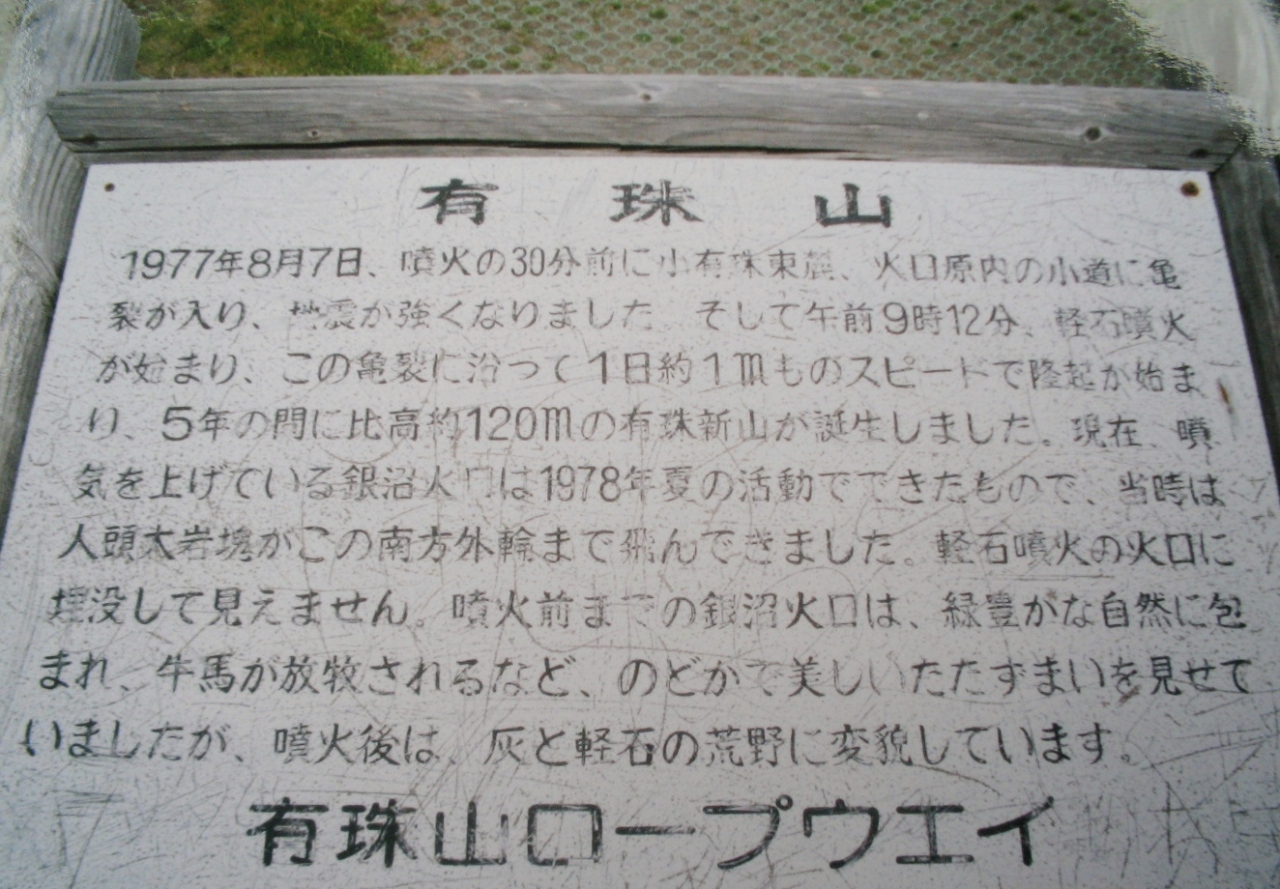 有珠山
1977年8月7日、噴火の30分前に小有珠東麓、火口原内の小道に亀
裂が入り、地震が強くなりました。そして午前9時12分、軽石噴火
が始まり、この亀裂に沿って1日約1mものスピードで隆起が始ま
り、5年の間に比高約120mの有珠新山が誕生しました。現在、噴
気を上げている銀沼火口は1978年夏の活動でできたもので、当時は
人頭大岩塊がこの南方外輪まで飛んできました。軽石噴火の火口に
埋没して見えません。噴火前までの銀沼火口は、緑豊かな自然に包
まれ、牛馬が放牧されるなど、のどかで美しいたたずまいを見せて
いましたが、噴火後は、灰と軽石の荒野に変貌しています。
有珠山ロープウエイ